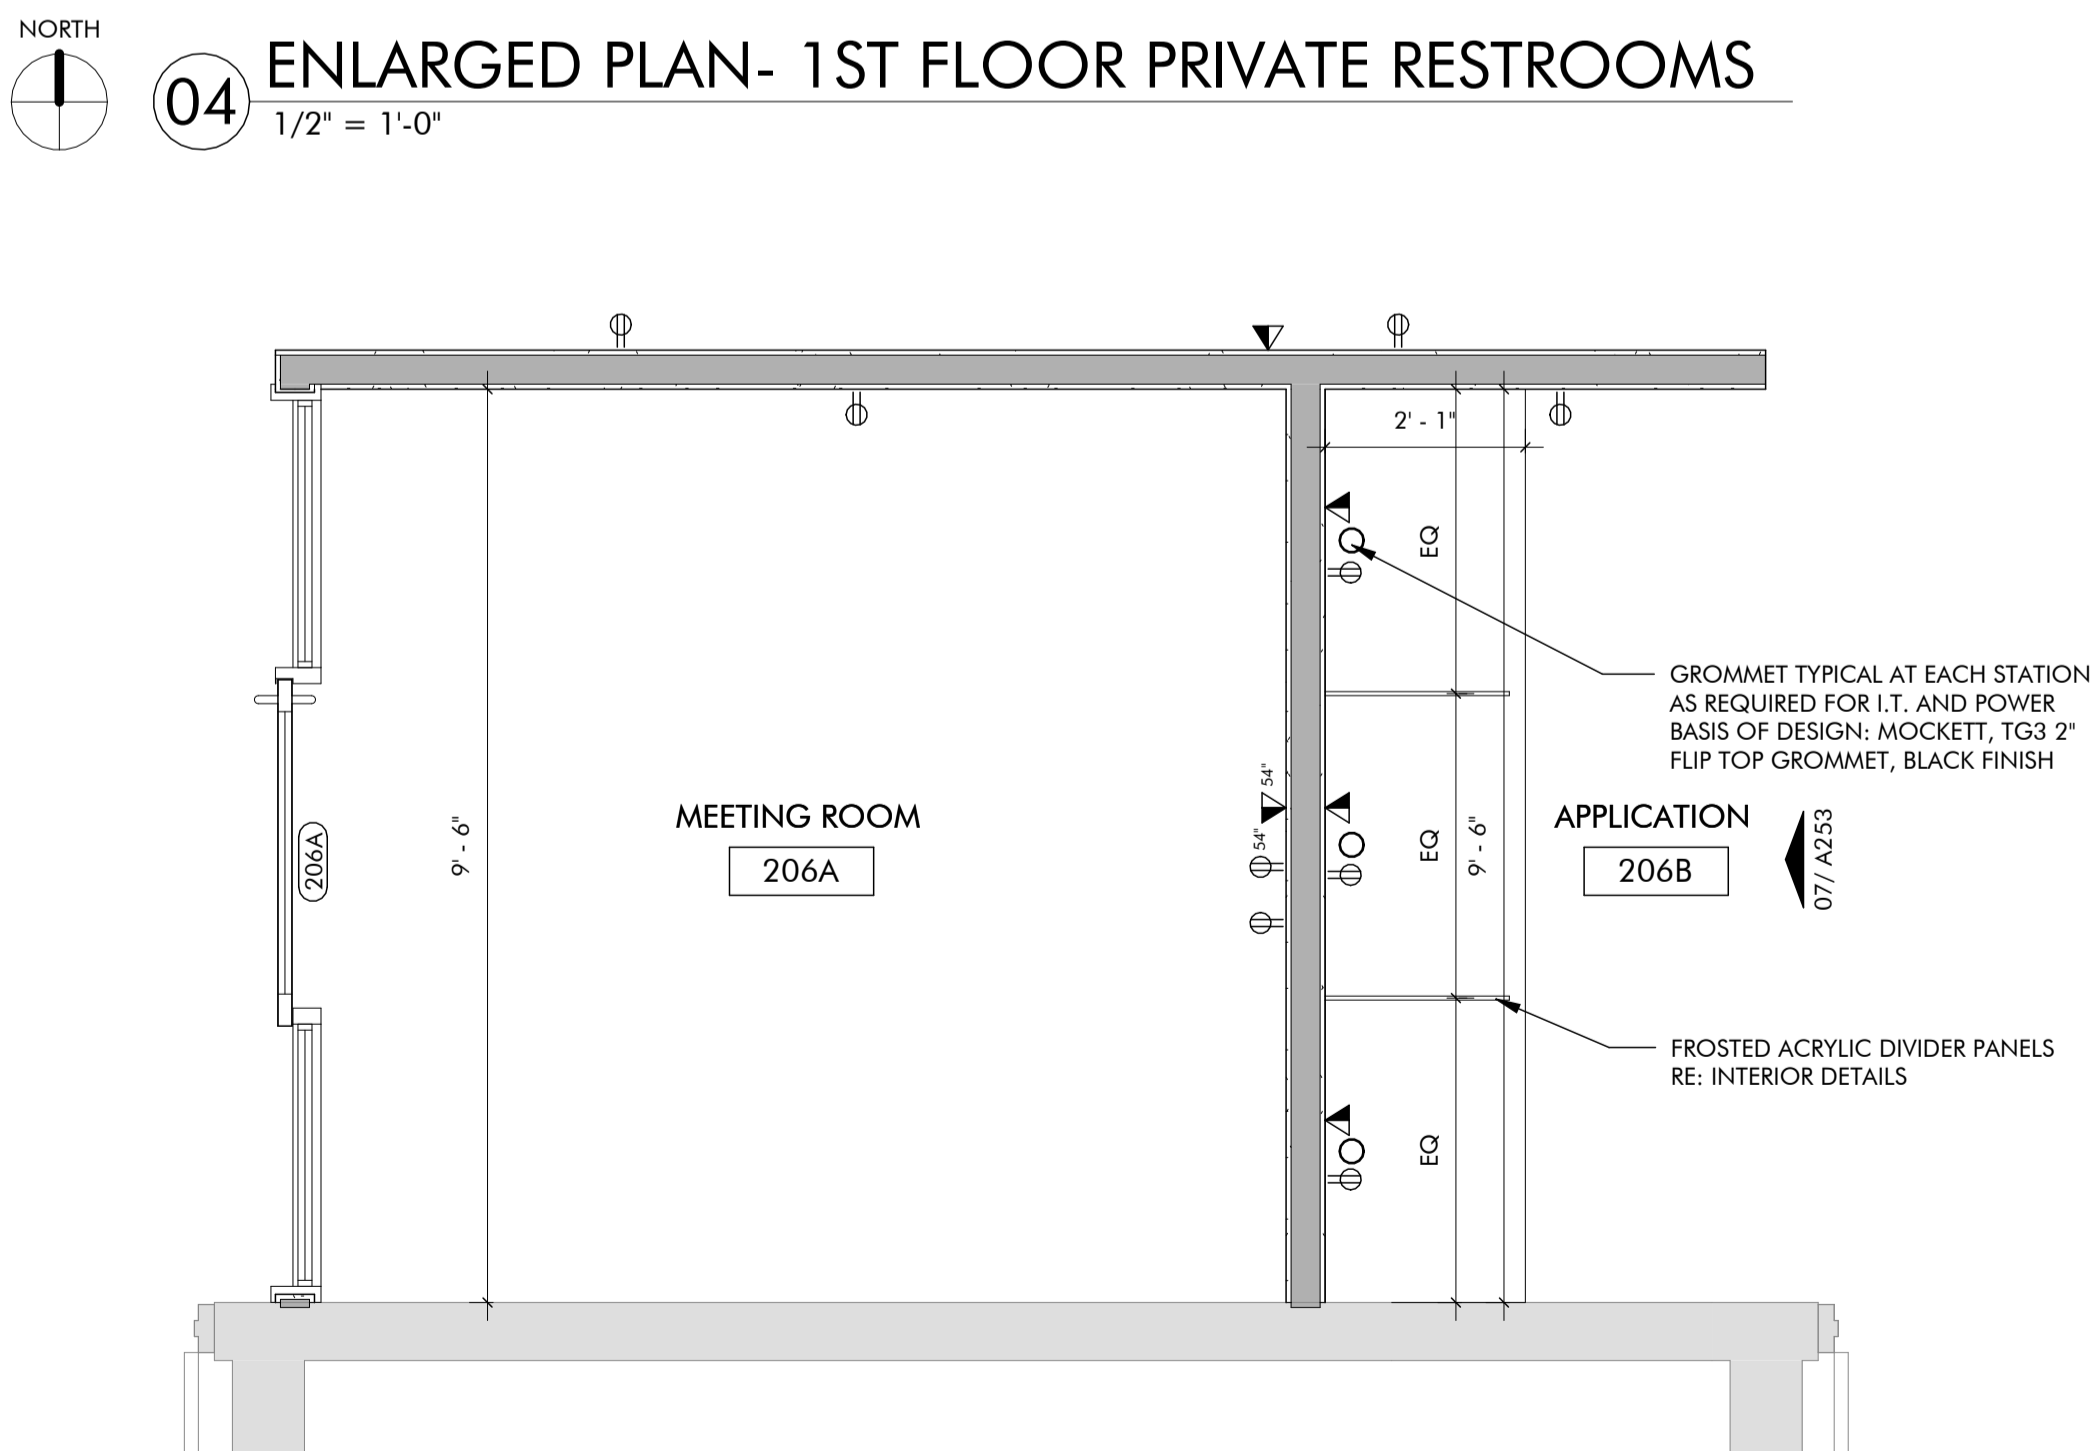 NORTH
04
ENLARGED PLAN- 1ST FLOOR PRIVATE RESTROOMS
1/2" = 1'-0"
2' - 1"
EQ
GROMMET TYPICAL AT EACH STATION
AS REQUIRED FOR I.T. AND POWER
BASIS OF DESIGN: MOCKETT, TG3 2"
FLIP TOP GROMMET, BLACK FINISH
206A
9' - 6"
MEETING ROOM
206A
54"
54"
EQ
9' - 6"
APPLICATION
206B
07/ A253
FROSTED ACRYLIC DIVIDER PANELS
RE: INTERIOR DETAILS
EQ